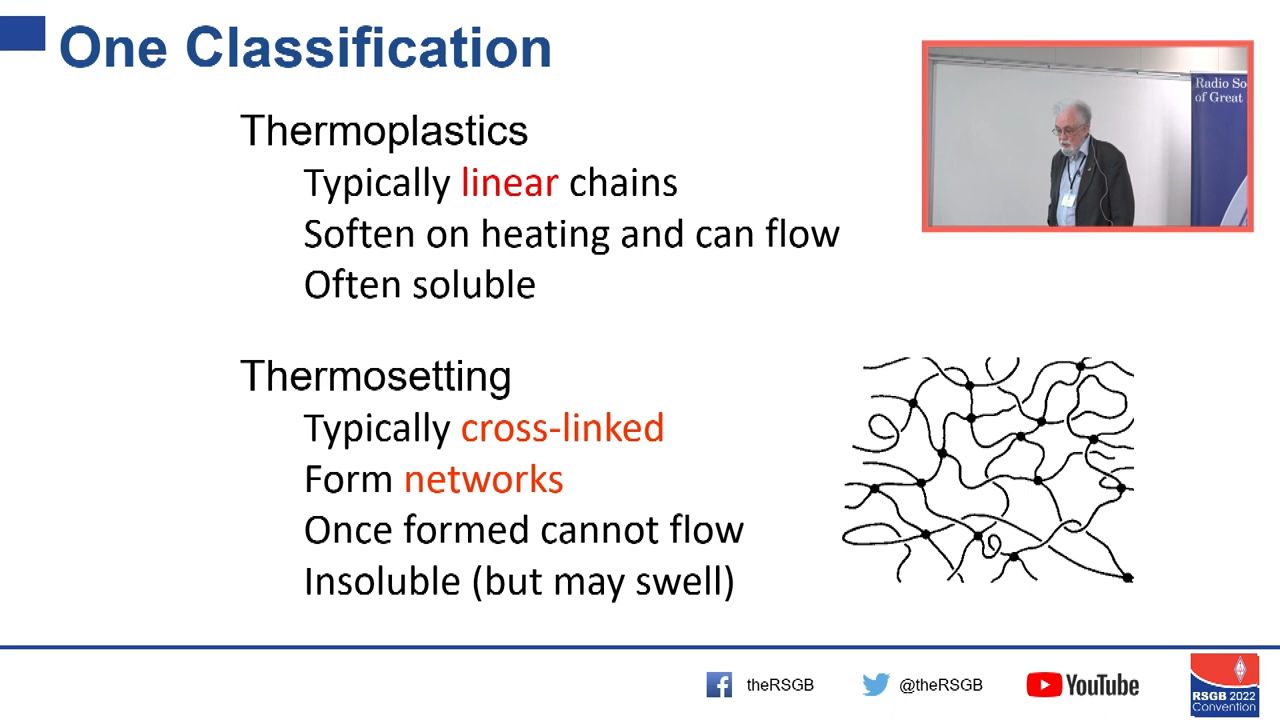 One Classification
Thermoplastics
Typically linear chains
Soften on heating and can flow
Often soluble
Thermosetting
Typically cross-linked
Form networks
Once formed cannot flow
Insoluble (but may swell)
Radio So
of Great
theRSGB
@theRSGB
YouTube
RSGB 2022
Convention